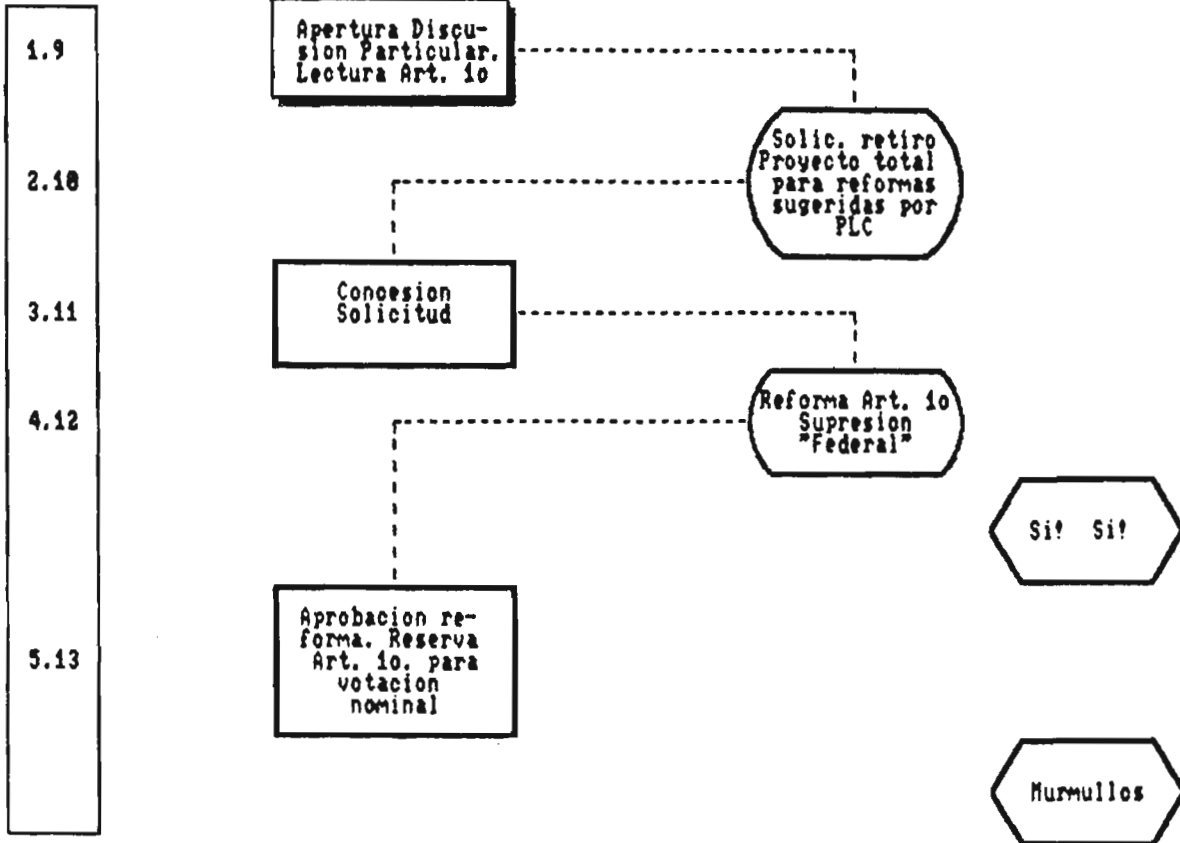 1.9
Apertura Discu-
sion Particular.
Lectura Art. 1o
Solic. retiro
Proyecto total
para reformas
sugeridas por
PLC
2.10
Concesion
Solicitud
3.11
Reforma Art. 1o
Supresion
"Federal"
4.12
Si! Si!
Aprobacion re-
forma. Reserva
Art. 1o. para
votacion
nominal
5.13
Murmullos